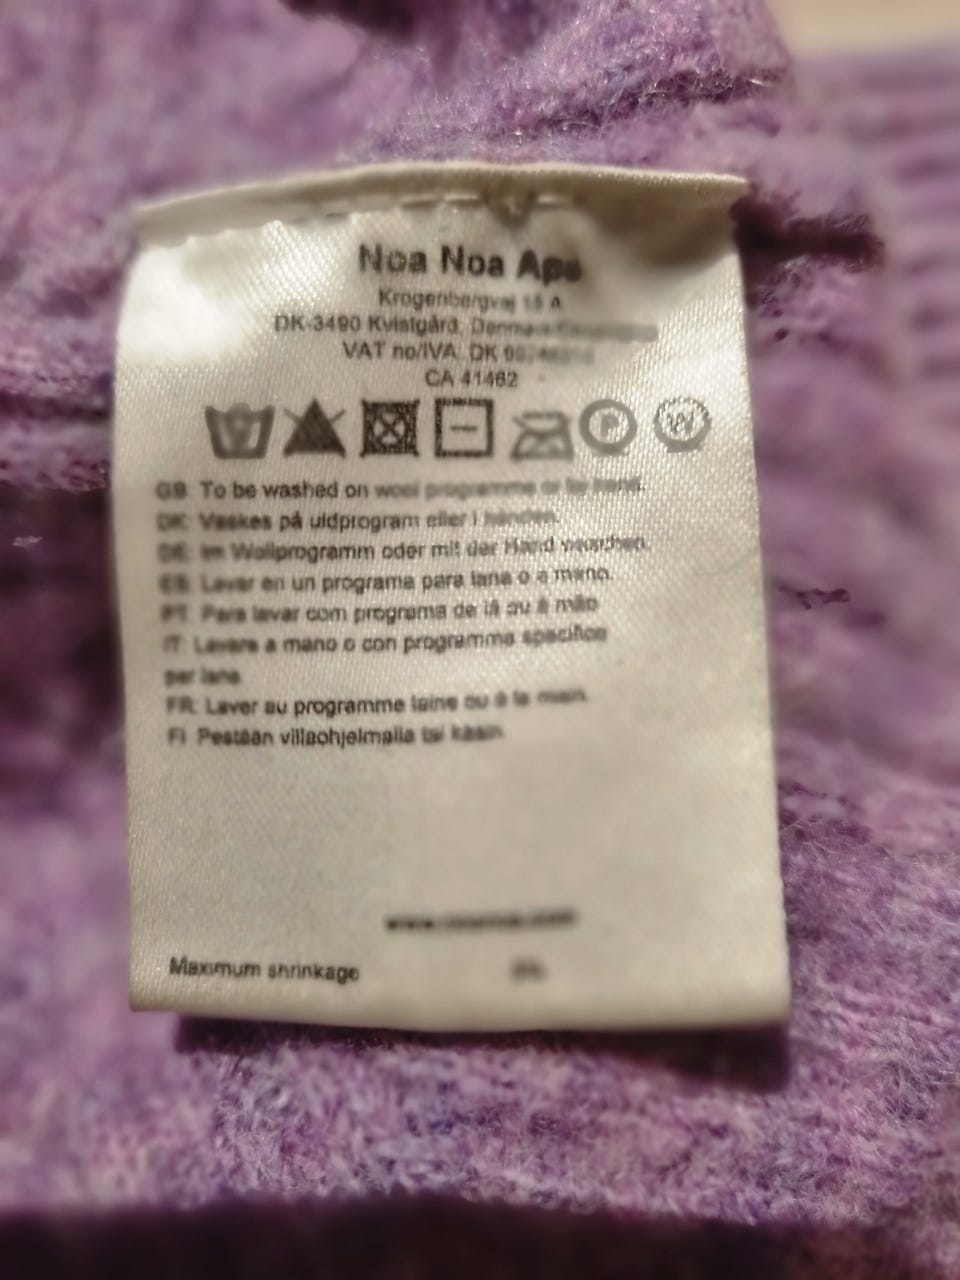 Noa Noa Aps
Krogenbergvej 15 A
DK-3490 Kvistgård, Denmark
VAT no/IVA: DK
CA 41462
P W
GB: To be washed on wool programme or by hand.
DK: Vaskes på uldprogram eller i hånden.
DE: Im Wollprogramm oder mit der Hand waschen.
ES: Lavar en un programa para lana o a mano.
PT: Para lavar com programa de lã ou à mão
IT: Lavare a mano o con programma specifico
per lana.
FR: Laver au programme laine ou à la main.
FI: Pestään villaohjelmalla tai käsin
Maximum shrinkage